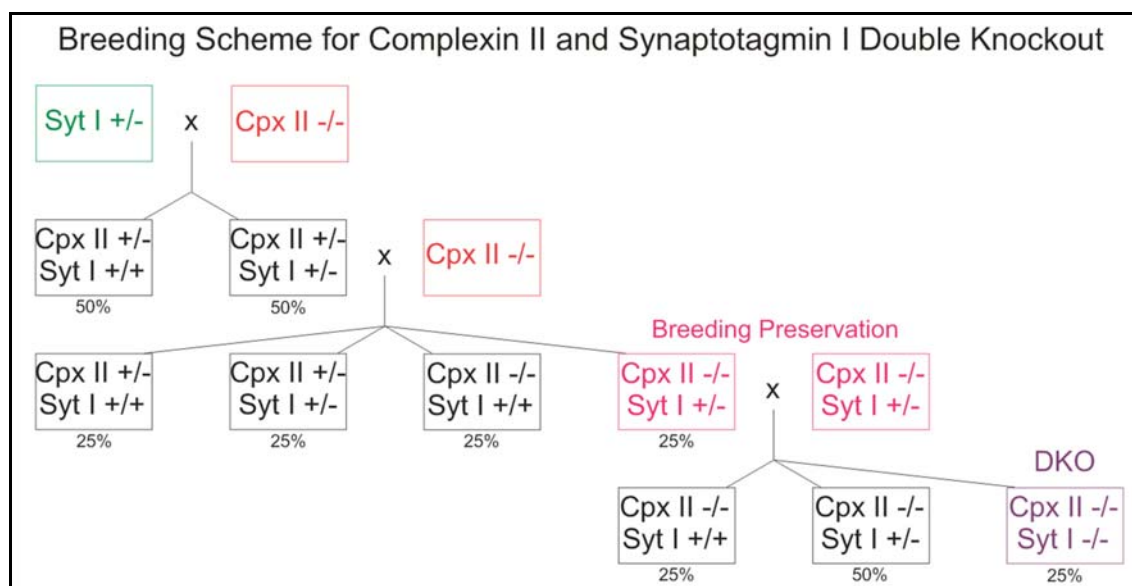 Breeding Scheme for Complexin II and Synaptotagmin I Double Knockout
Syt I +/- x Cpx II -/-
Cpx II +/- Cpx II +/-
Syt I +/+ Syt I +/- x Cpx II -/-
50% 50%
Breeding Preservation
Cpx II +/- Cpx II +/- Cpx II -/- Cpx II -/- x Cpx II -/-
Syt I +/+ Syt I +/- Syt I +/+ Syt I +/- Syt I +/-
25% 25% 25% 25%
DKO
Cpx II -/- Cpx II -/- Cpx II -/-
Syt I +/+ Syt I +/- Syt I -/-
25% 50% 25%